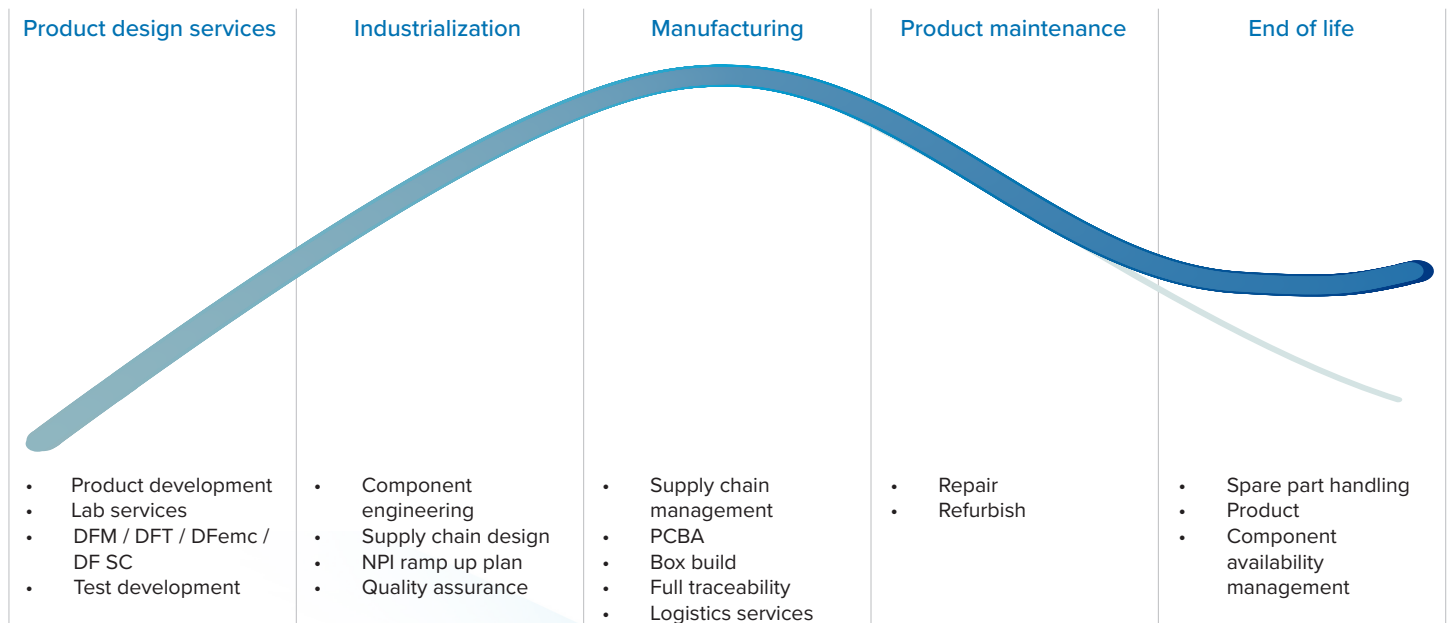 Product design services
Industrialization
Manufacturing
Product maintenance
End of life
• Product development
• Lab services
• DFM / DFT / DFemc /
DF SC
• Test development
• Component
engineering
• Supply chain design
• NPI ramp up plan
• Quality assurance
• Supply chain
management
• PCBA
• Box build
• Full traceability
• Logistics services
• Repair
• Refurbish
• Spare part handling
• Product
• Component
availability
management